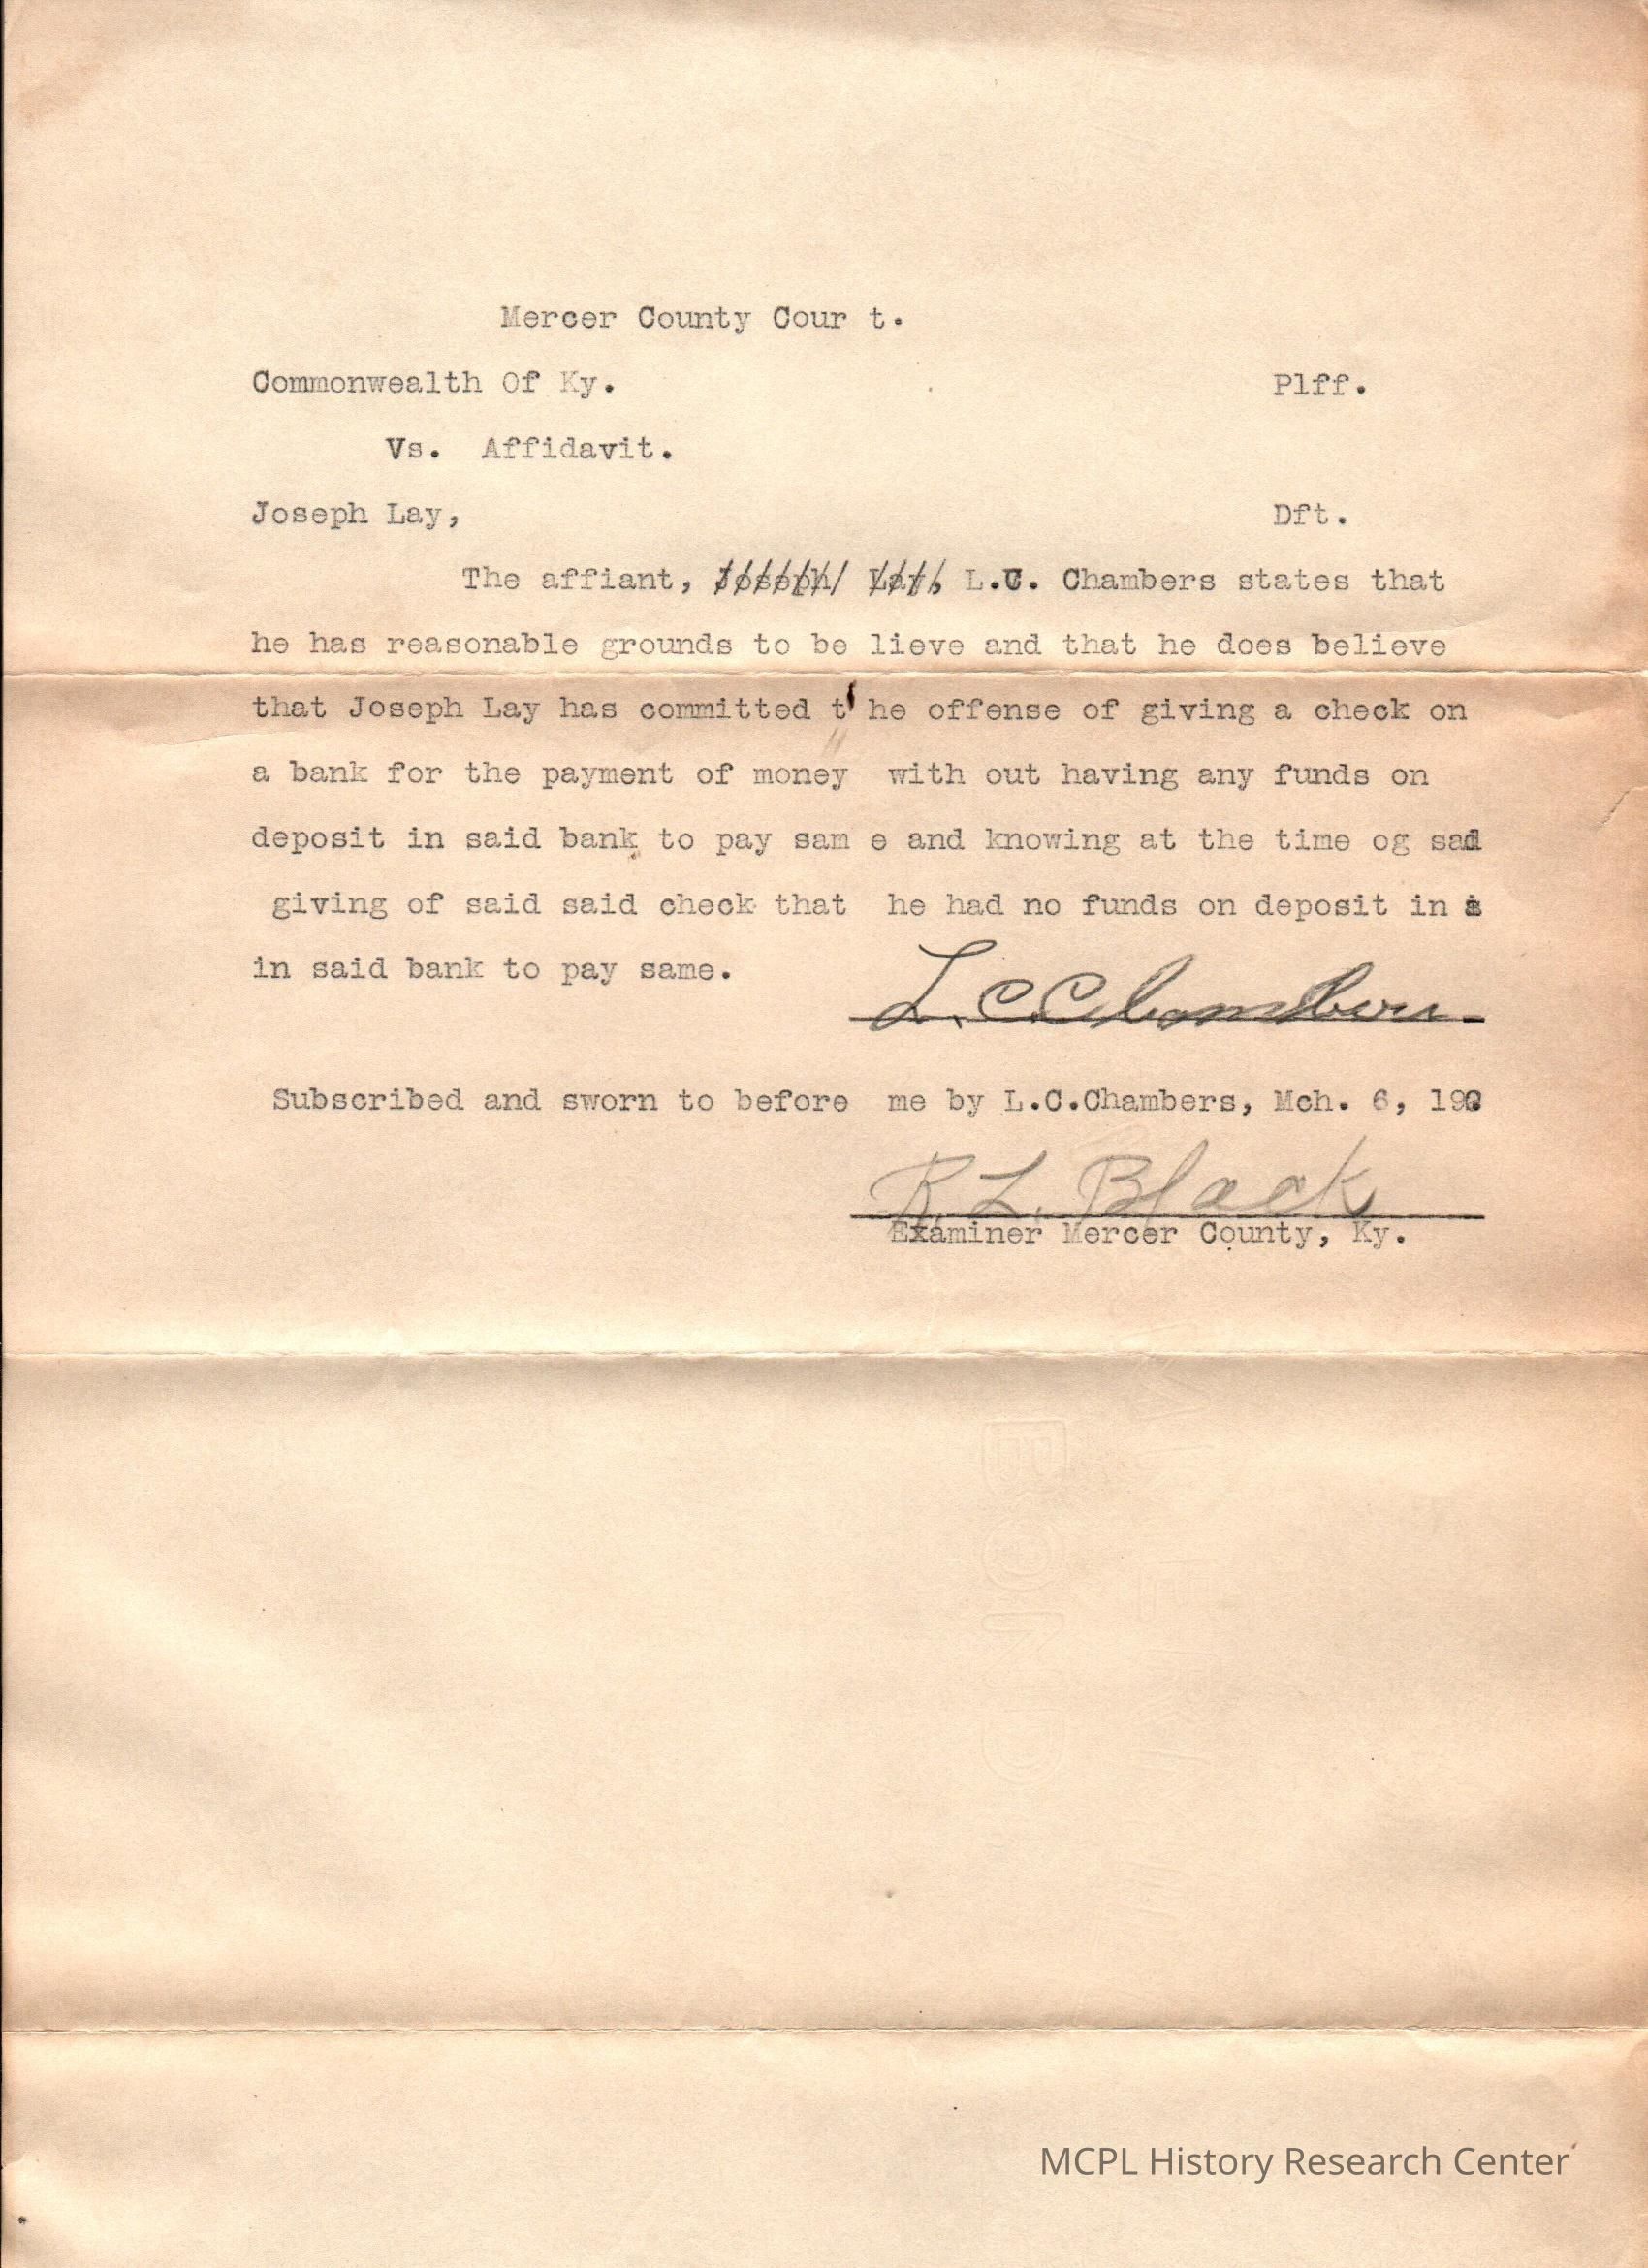 Mercer County Cour t.
Commonwealth Of Ky. Plff.
Vs. Affidavit.
Joseph Lay, Dft.
The affiant, Joseph Lay, L.C. Chambers states that
he has reasonable grounds to be lieve and that he does believe
that Joseph Lay has committed t he offense of giving a check on
a bank for the payment of money with out having any funds on
deposit in said bank to pay sam e and knowing at the time og sad
giving of said said check that he had no funds on deposit in
in said bank to pay same.
L. C Chambers
Subscribed and sworn to before me by L.C.Chambers, Mch. 6,
R. L. Black
Examiner Mercer County, Ky.
MCPL History Research Center